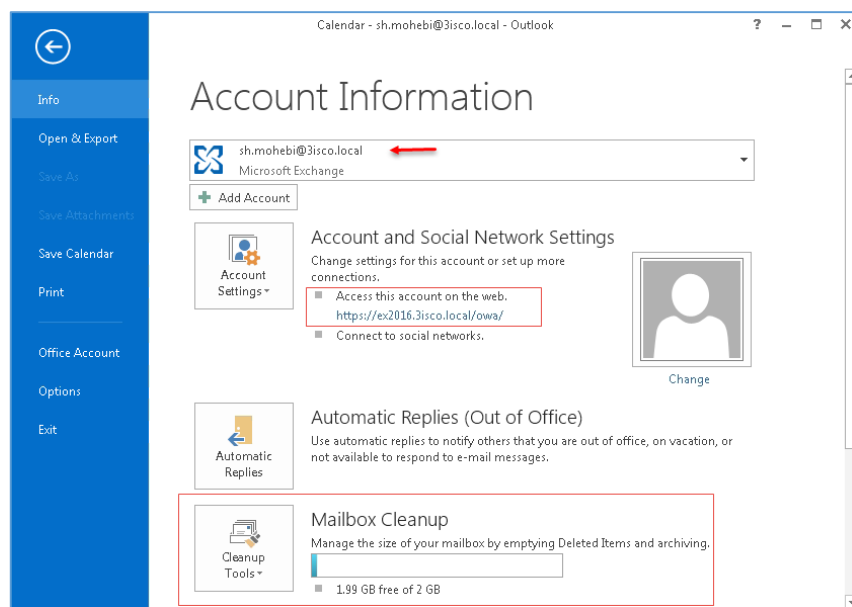 Calendar - sh.mohebi@3isco.local - Outlook
Info
Open & Export
Save As
Save Attachments
Save Calendar
Print
Office Account
Options
Exit
Account Information
sh.mohebi@3isco.local
Microsoft Exchange
Add Account
Account
Settings
Account and Social Network Settings
Change settings for this account or set up more
connections.
Access this account on the web.
https://ex2016.3isco.local/owa/
Connect to social networks.
Change
Automatic
Replies
Automatic Replies (Out of Office)
Use automatic replies to notify others that you are out of office, on vacation, or
not available to respond to e-mail messages.
Cleanup
Tools
Mailbox Cleanup
Manage the size of your mailbox by emptying Deleted Items and archiving.
1.99 GB free of 2 GB